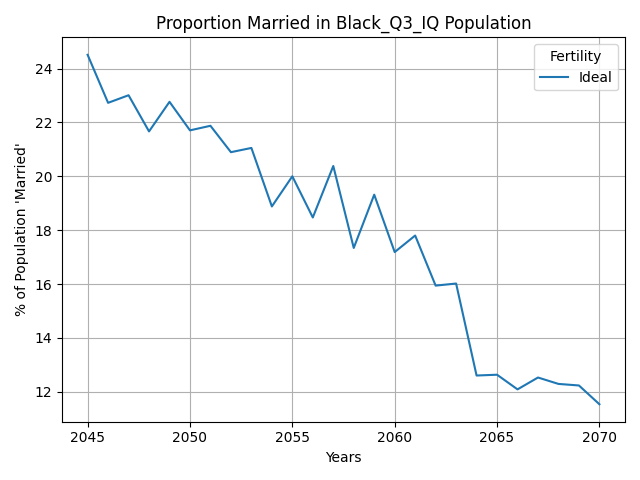 Proportion Married in Black_Q3_IQ Population
Fertility
Ideal
% of Population 'Married'
24
22
20
18
16
14
12
2045
2050
2055
2060
2065
2070
Years